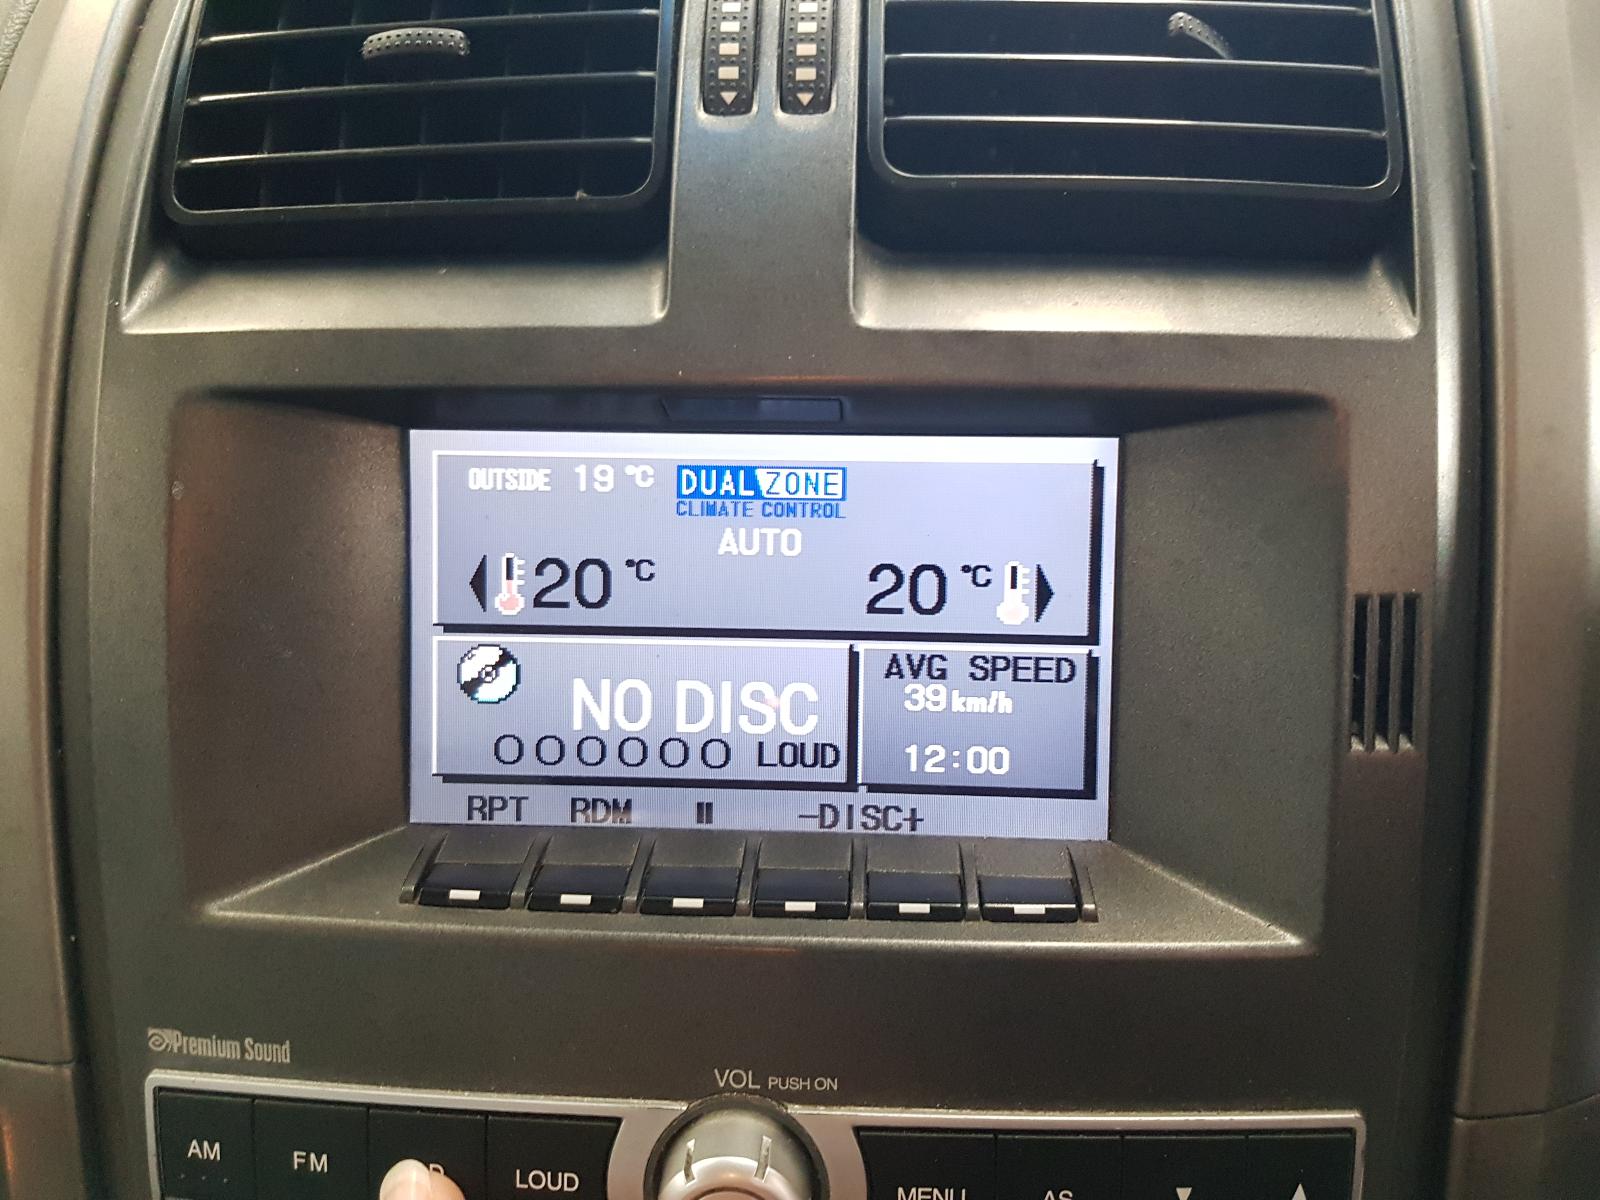 OUTSIDE 19 °C DUAL ZONE
CLIMATE CONTROL
AUTO
20 °C 20 °C
NO DISC
LOUD
AVG SPEED
39 km/h
12:00
RPT RDM II -DISC+
Premium Sound
VOL PUSH ON
AM FM LOUD MENU AS